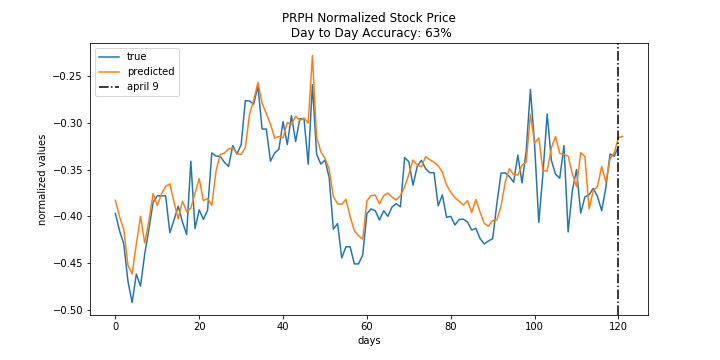 PRPH Normalized Stock Price
Day to Day Accuracy: 63%
true
predicted
april 9
normalized values
−0.25
−0.30
−0.35
−0.40
−0.45
−0.50
0
20
40
60
80
100
120
days